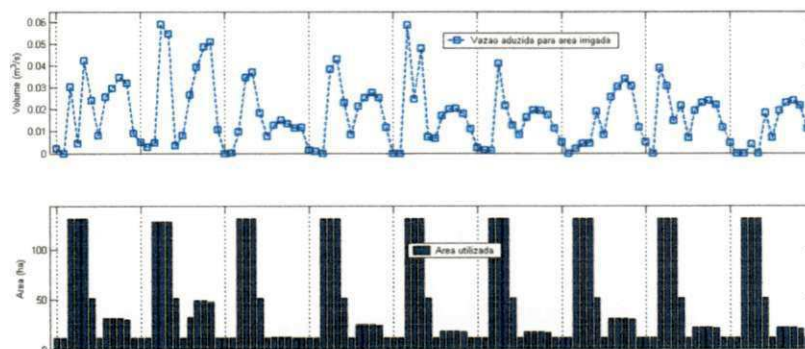 0.06
0.05
0.04
0.03
0.02
0.01
0
Volume (m³/s)
Vazao aduzida para area irrigada
100
50
0
Area (ha)
Area utilizada